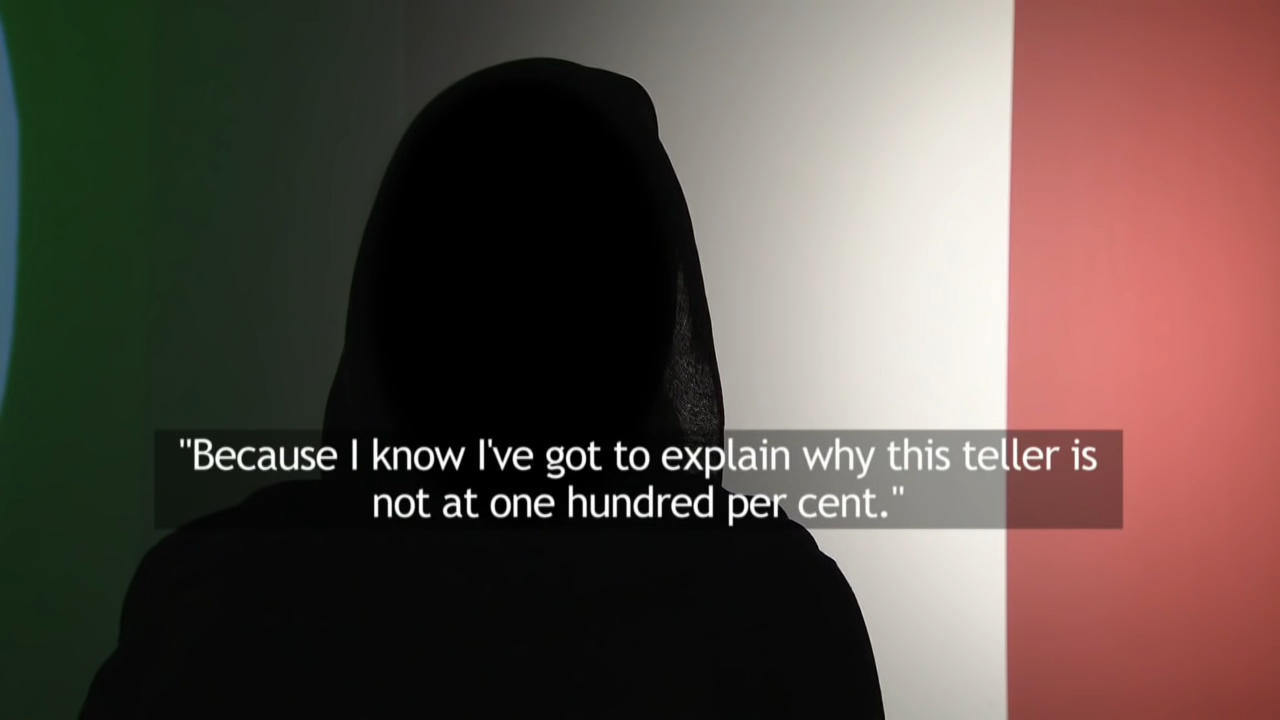 "Because I know I've got to explain why this teller is
not at one hundred per cent."